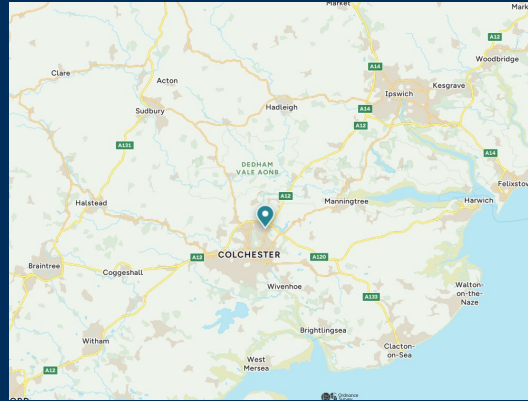 Market
Mark
A12
Woodbridge
A14
Clare
Acton
Kesgrave
Ipswich
Sudbury
Hadleigh
A14
A12
A131
A14
DEDHAM
VALE AONB
Felixstow
A12
Halstead
Manningtree
Harwich
COLCHESTER
A12
A120
Braintree
Coggeshall
Wivenhoe
Walton-
on-the-
Naze
A133
Brightlingsea
Witham
Clacton-
on-Sea
West
Mersea
A12
Ordnance
Survey